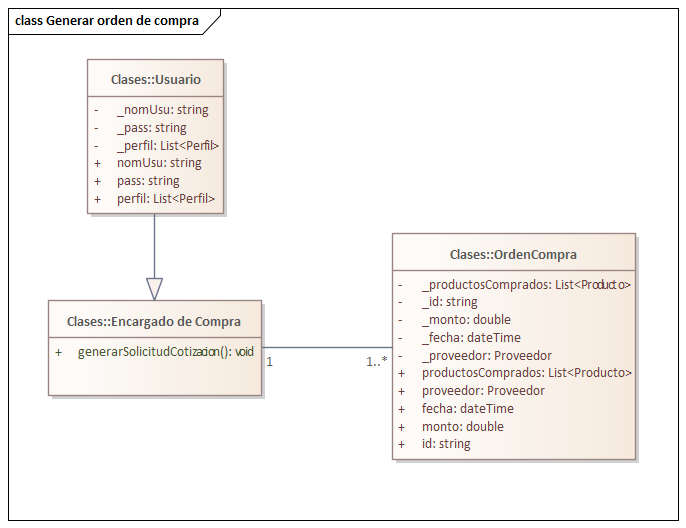 class Generar orden de compra
Clases::Usuario
- _nomUsu: string
- _pass: string
- _perfil: List<Perfil>
+ nomUsu: string
+ pass: string
+ perfil: List<Perfil>
Clases::Encargado de Compra
+ generarSolicitudCotizacion(): void
1
1..*
Clases::OrdenCompra
- _productosComprados: List<Producto>
- _id: string
- _monto: double
- _fecha: dateTime
- _proveedor: Proveedor
+ productosComprados: List<Producto>
+ proveedor: Proveedor
+ fecha: dateTime
+ monto: double
+ id: string